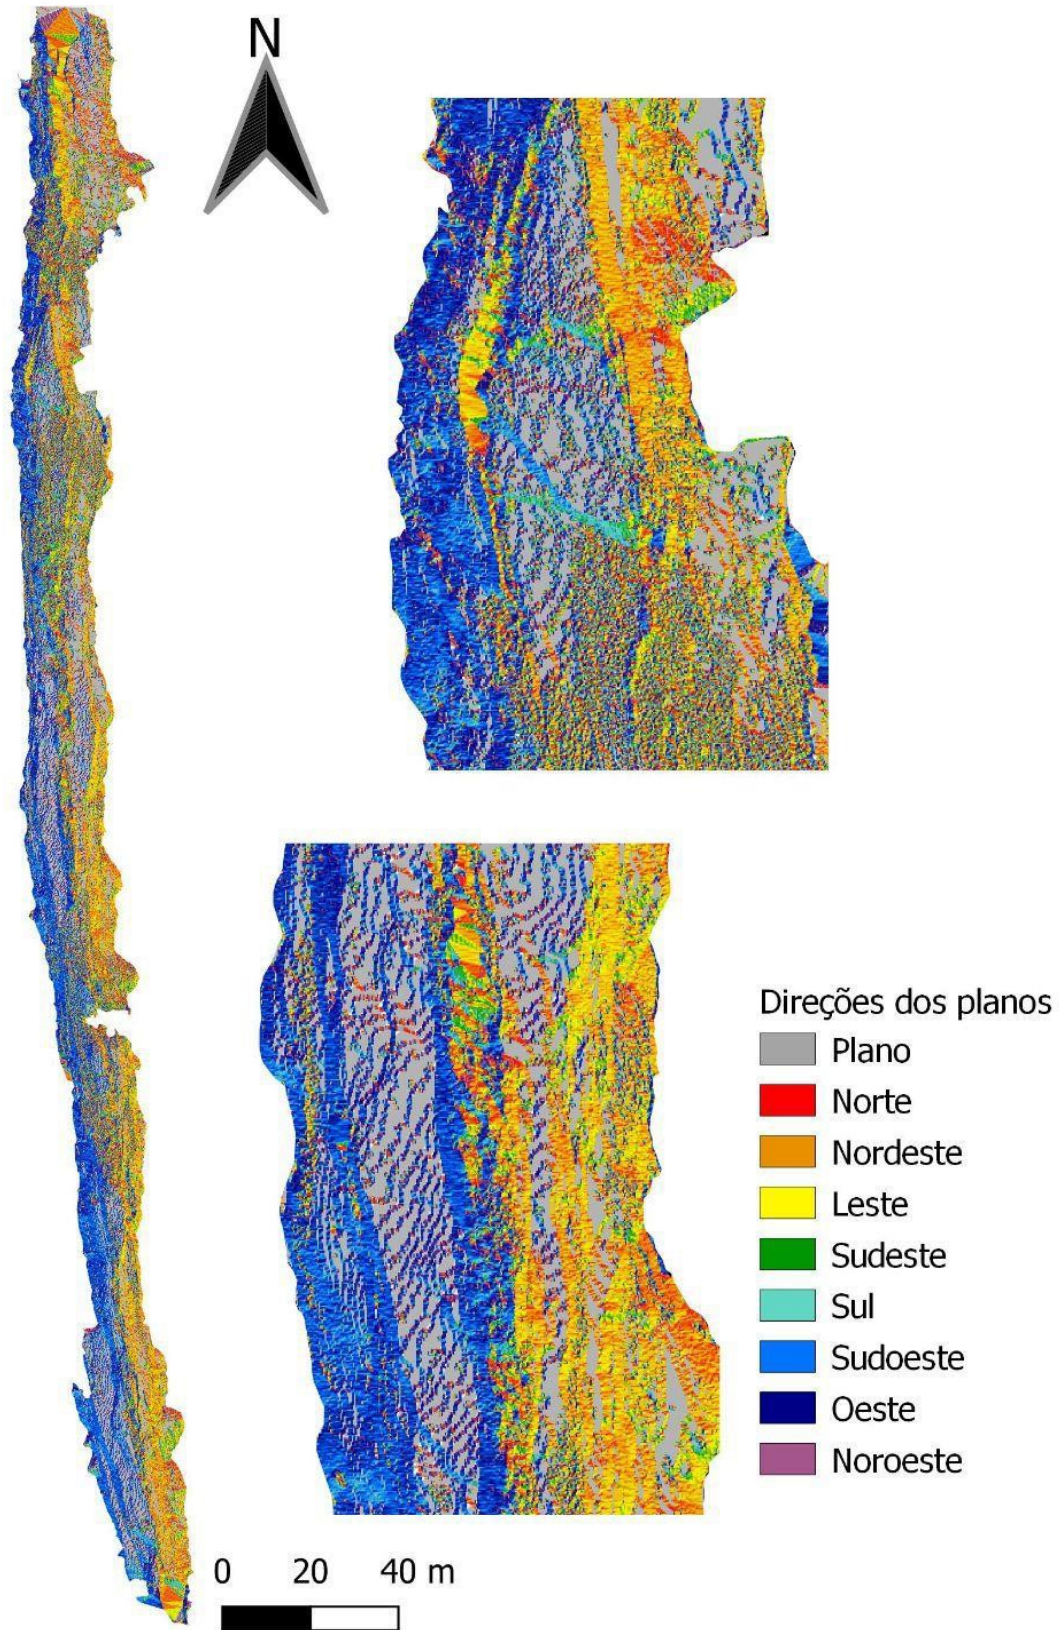 N
Direções dos planos
Plano
Norte
Nordeste
Leste
Sudeste
Sul
Sudoeste
Oeste
Noroeste
0 20 40 m